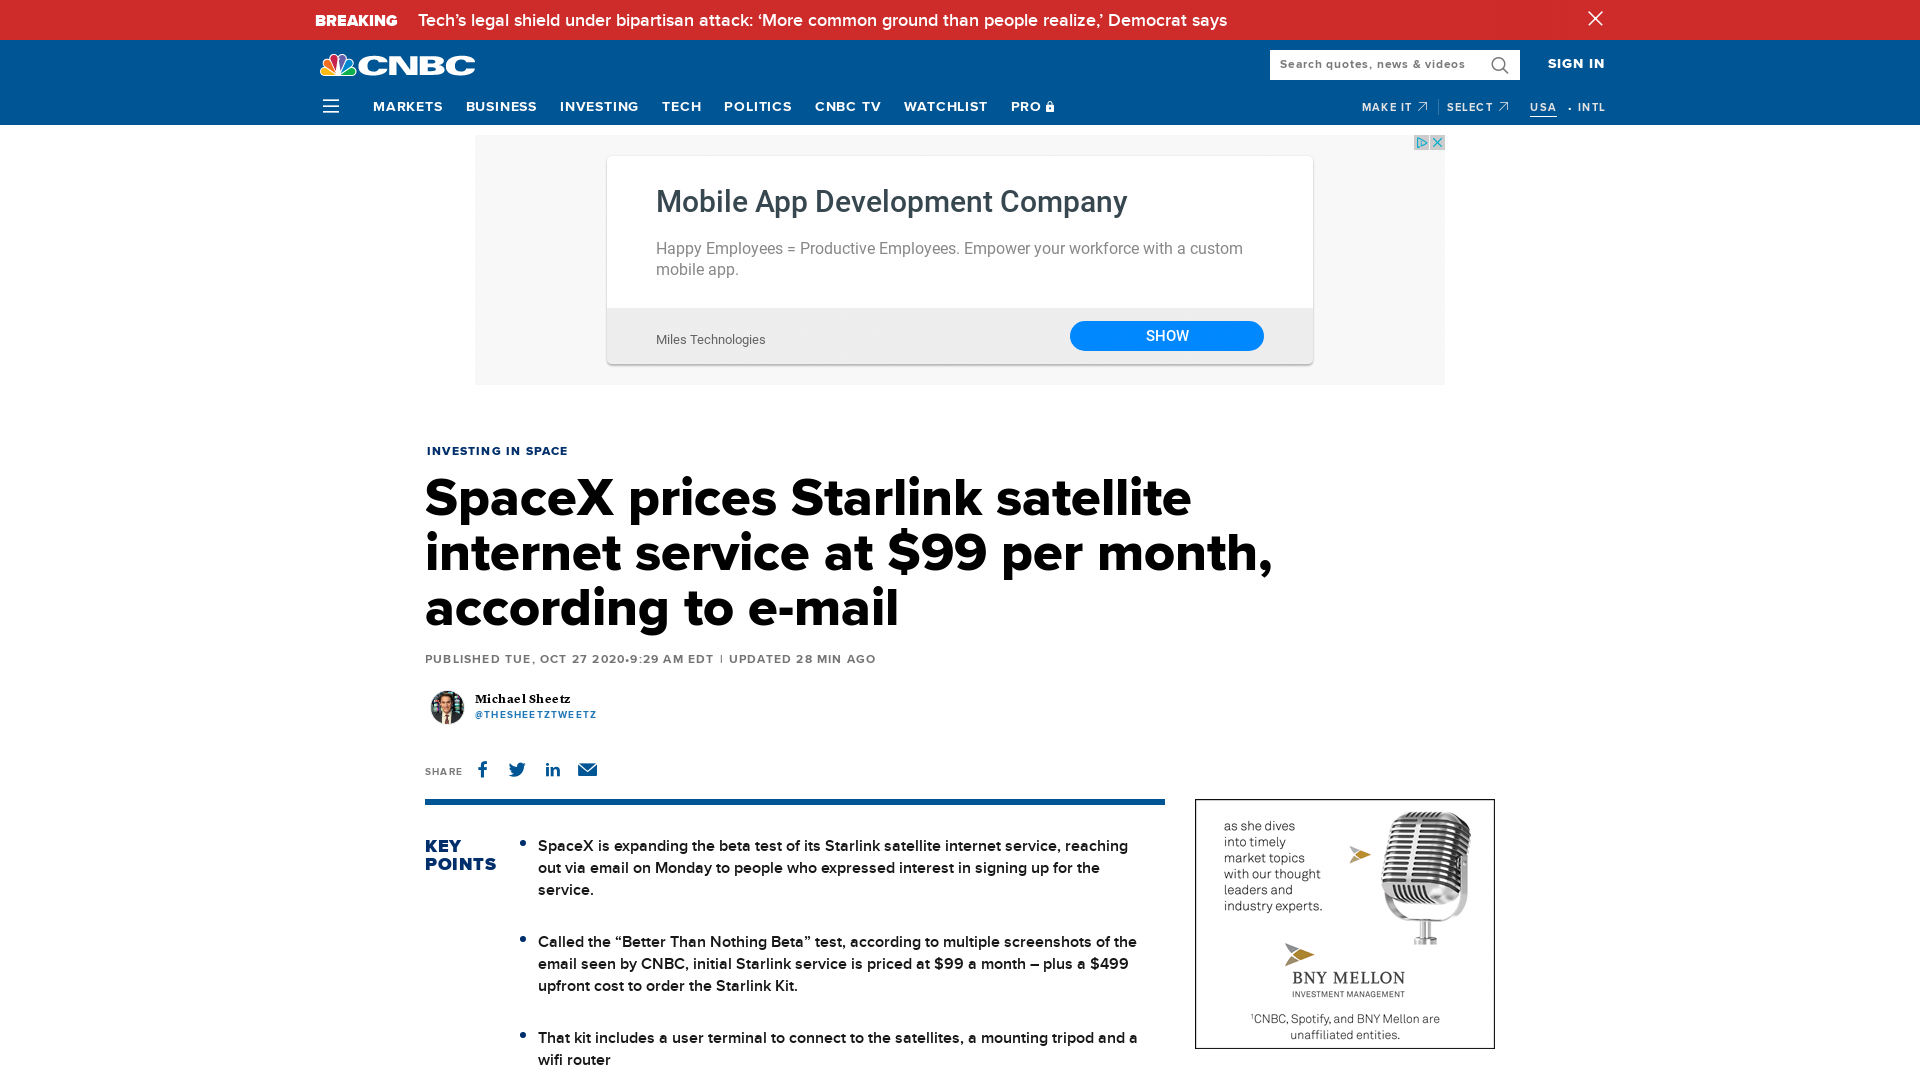 BREAKING Tech’s legal shield under bipartisan attack: ‘More common ground than people realize,’ Democrat says
CNBC
Search quotes, news & videos
SIGN IN
MARKETS BUSINESS INVESTING TECH POLITICS CNBC TV WATCHLIST PRO
MAKE IT SELECT USA • INTL
Mobile App Development Company
Happy Employees = Productive Employees. Empower your workforce with a custom
mobile app.
Miles Technologies
SHOW
INVESTING IN SPACE
SpaceX prices Starlink satellite
internet service at $99 per month,
according to e-mail
PUBLISHED TUE, OCT 27 2020•9:29 AM EDT | UPDATED 28 MIN AGO
Michael Sheetz
@THESHEETZTWEETZ
SHARE
KEY
POINTS
SpaceX is expanding the beta test of its Starlink satellite internet service, reaching
out via email on Monday to people who expressed interest in signing up for the
service.
Called the “Better Than Nothing Beta” test, according to multiple screenshots of the
email seen by CNBC, initial Starlink service is priced at $99 a month – plus a $499
upfront cost to order the Starlink Kit.
That kit includes a user terminal to connect to the satellites, a mounting tripod and a
wifi router
as she dives
into timely
market topics
with our thought
leaders and
industry experts.
BNY MELLON
INVESTMENT MANAGEMENT
¹CNBC, Spotify, and BNY Mellon are
unaffiliated entities.